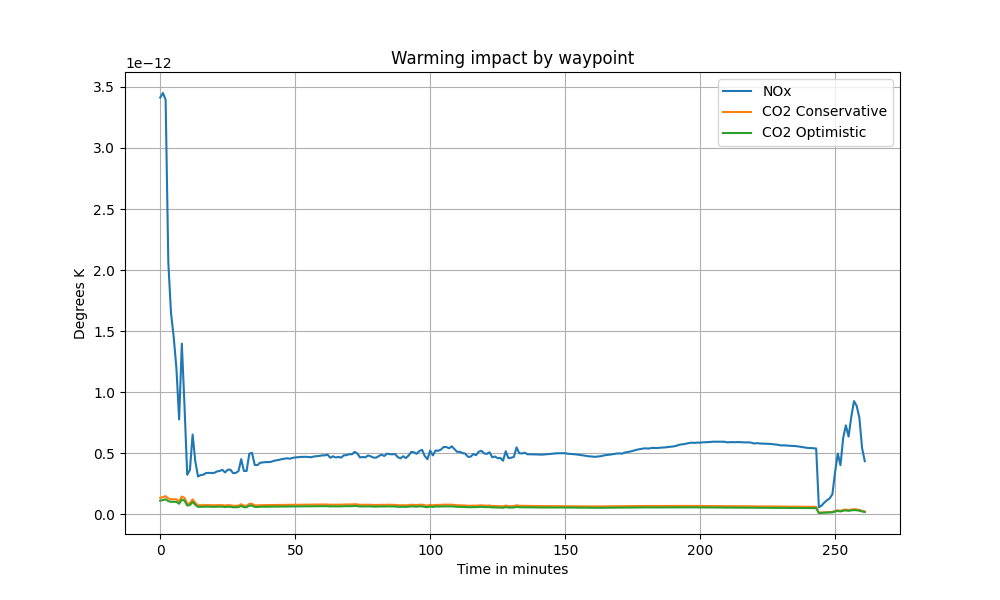 Warming impact by waypoint
1e−12
3.5
3.0
2.5
2.0
1.5
1.0
0.5
0.0
Degrees K
NOx
CO2 Conservative
CO2 Optimistic
0 50 100 150 200 250
Time in minutes